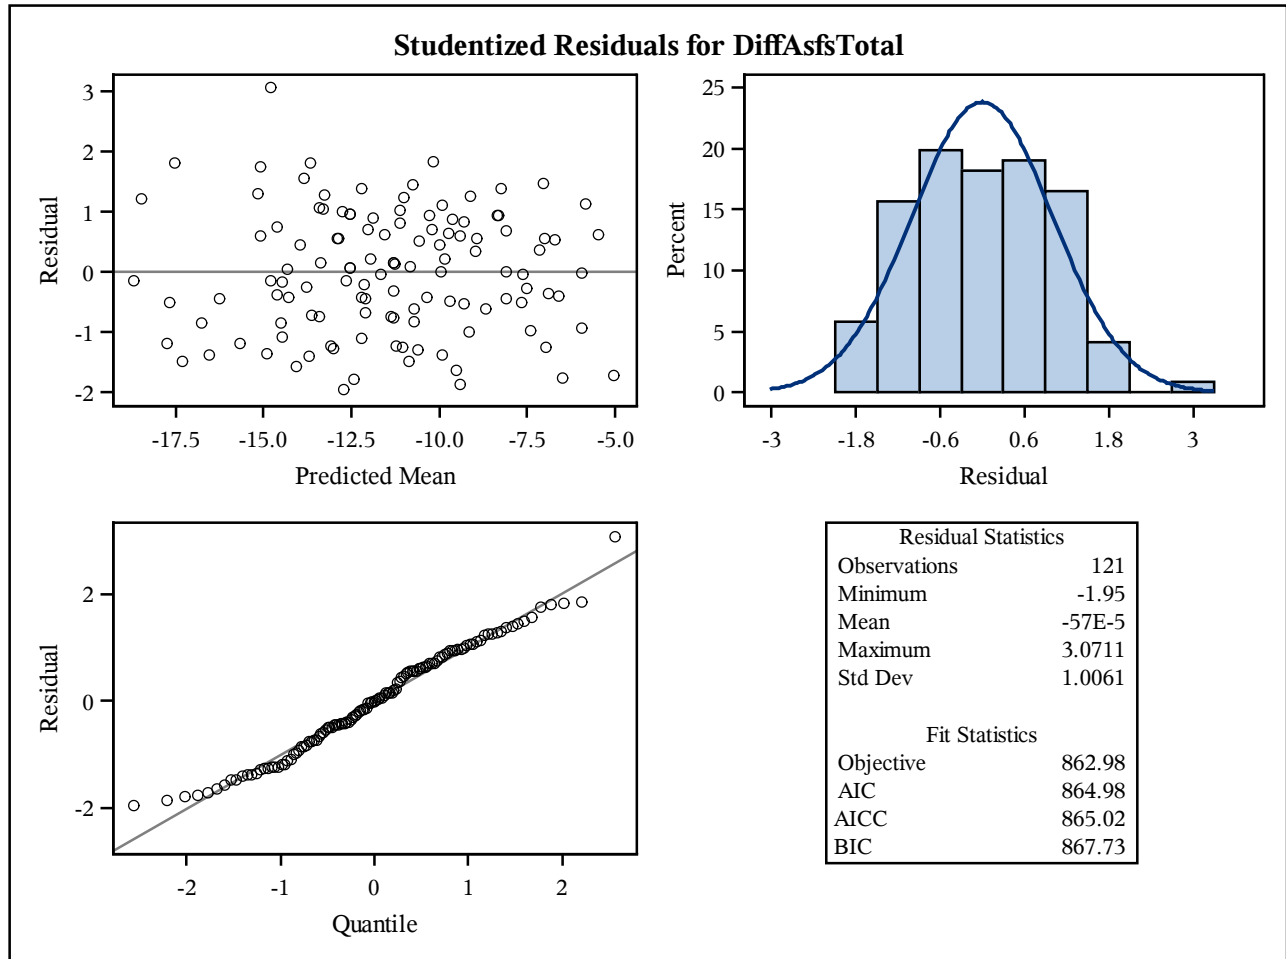 Studentized Residuals for DiffAsfsTotal
3
2
1
0
-1
-2
Residual
-17.5 -15.0 -12.5 -10.0 -7.5 -5.0
Predicted Mean
25
20
15
10
5
0
Percent
-3 -1.8 -0.6 0.6 1.8 3
Residual
2
0
-2
Residual
-2 -1 0 1 2
Quantile
Residual Statistics
Observations 121
Minimum -1.95
Mean -57E-5
Maximum 3.0711
Std Dev 1.0061
Fit Statistics
Objective 862.98
AIC 864.98
AICC 865.02
BIC 867.73